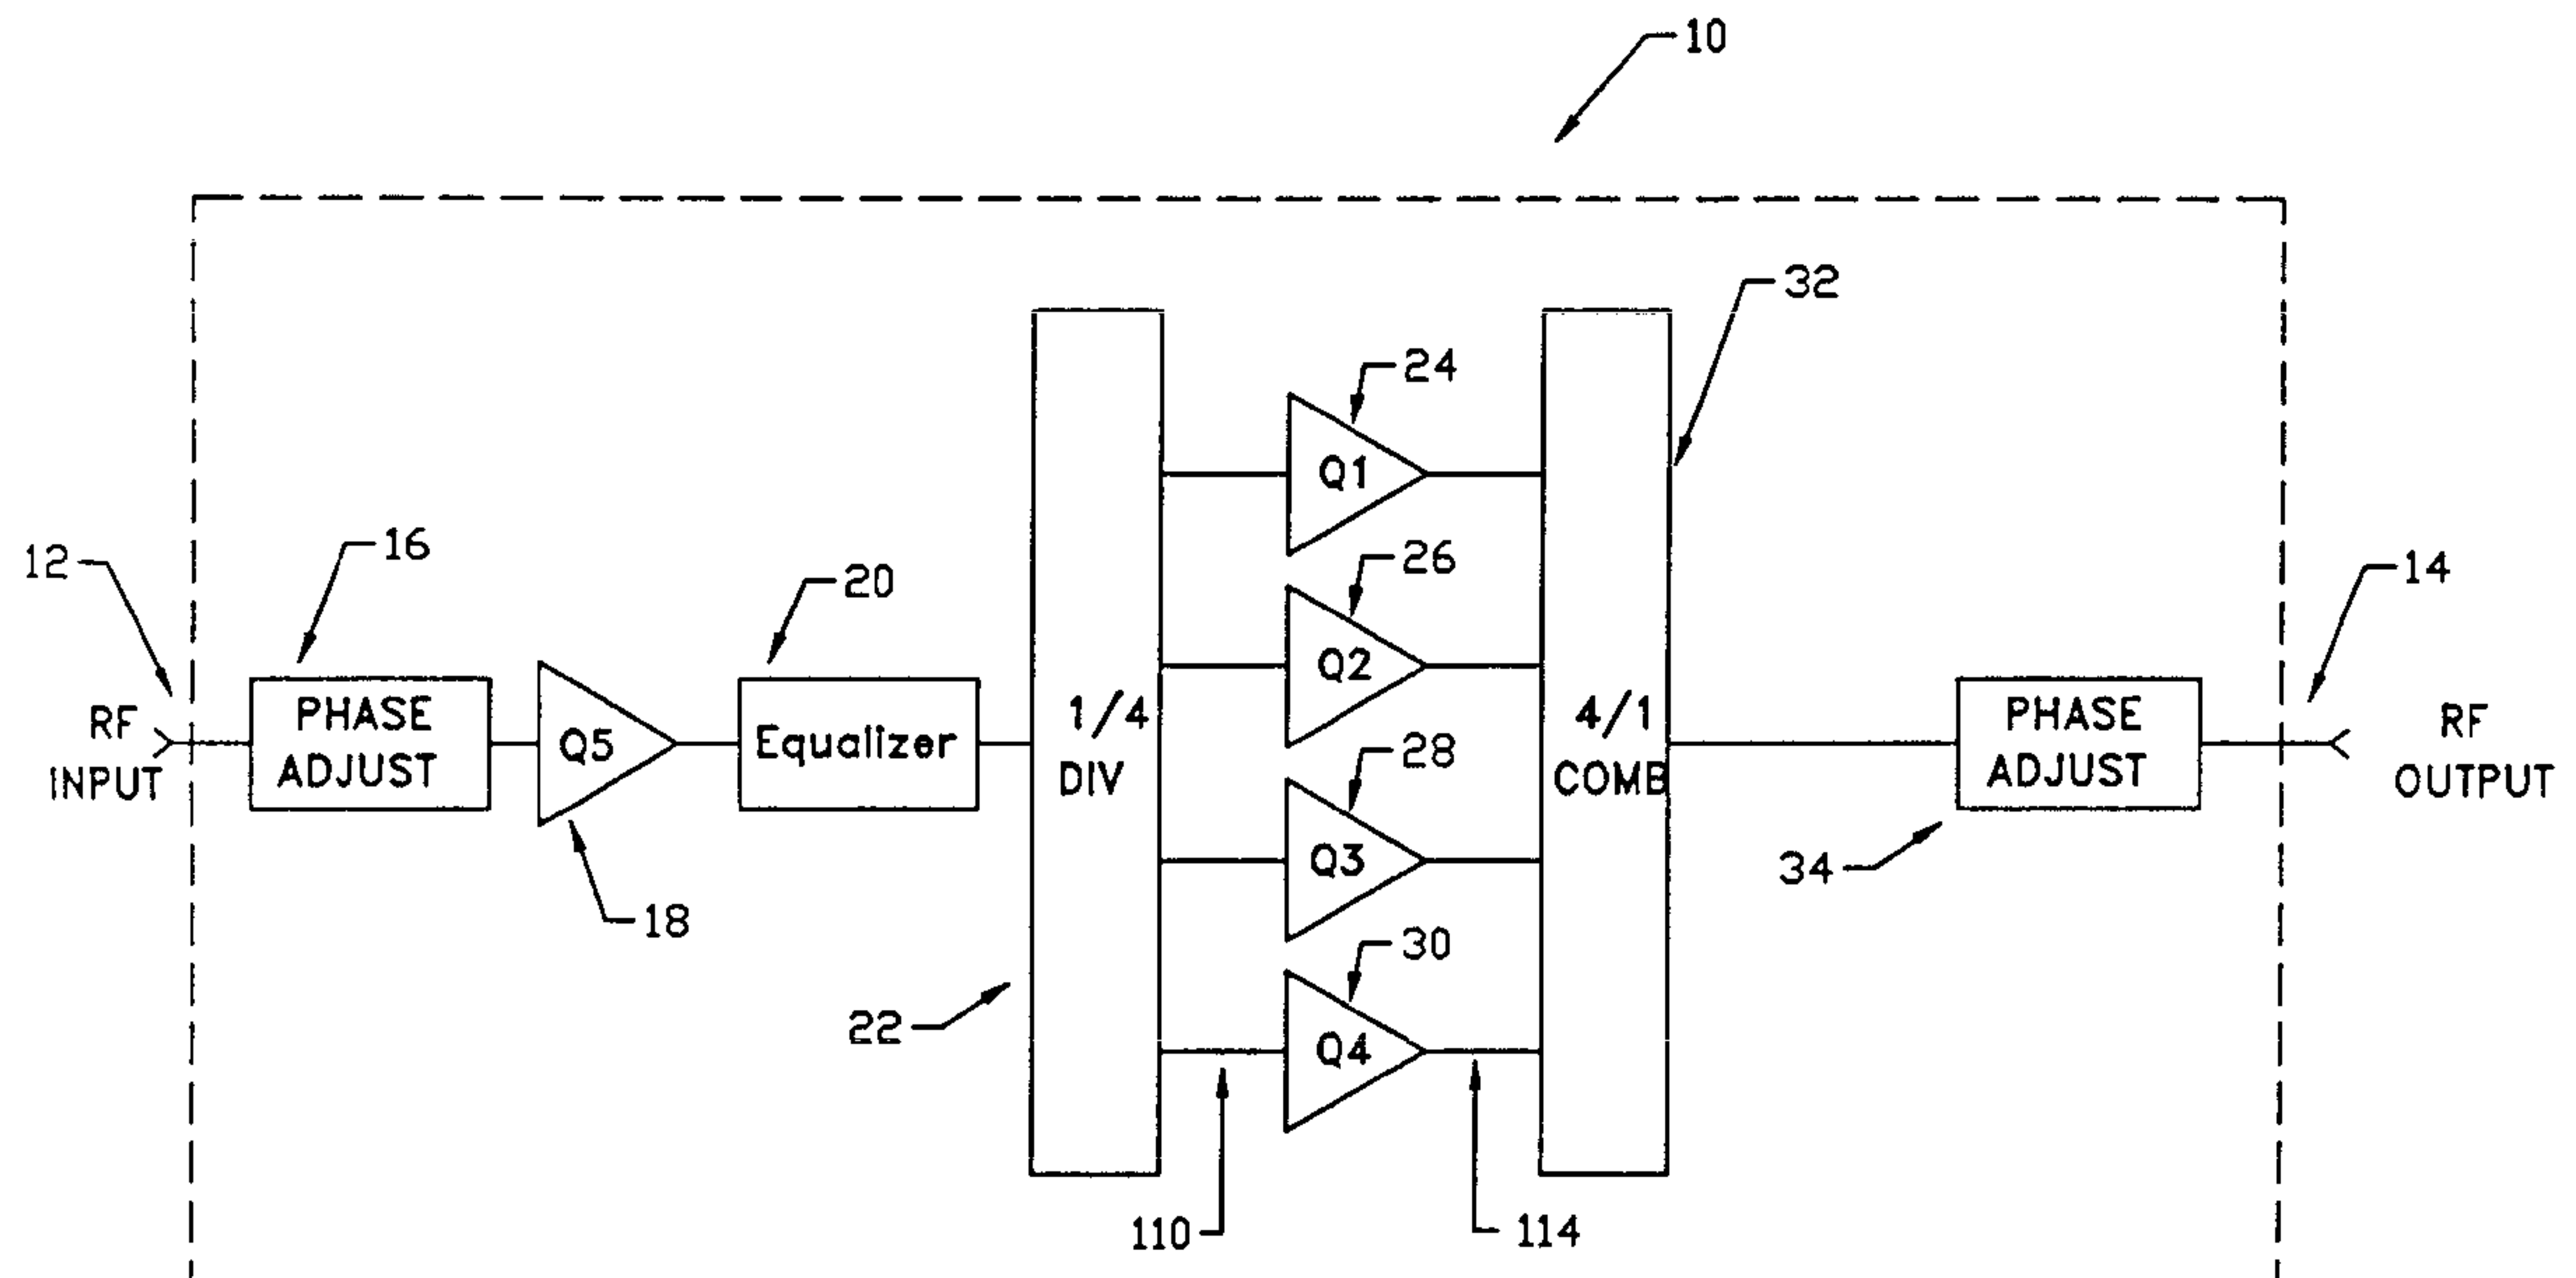 10
32
24
Q1
12
16
20
26
14
Q2
RF
INPUT
PHASE
ADJUST
Q5
Equalizer
1/4
DIV
4/1
COMB
PHASE
ADJUST
RF
OUTPUT
28
Q3
18
34
22
30
Q4
110
114